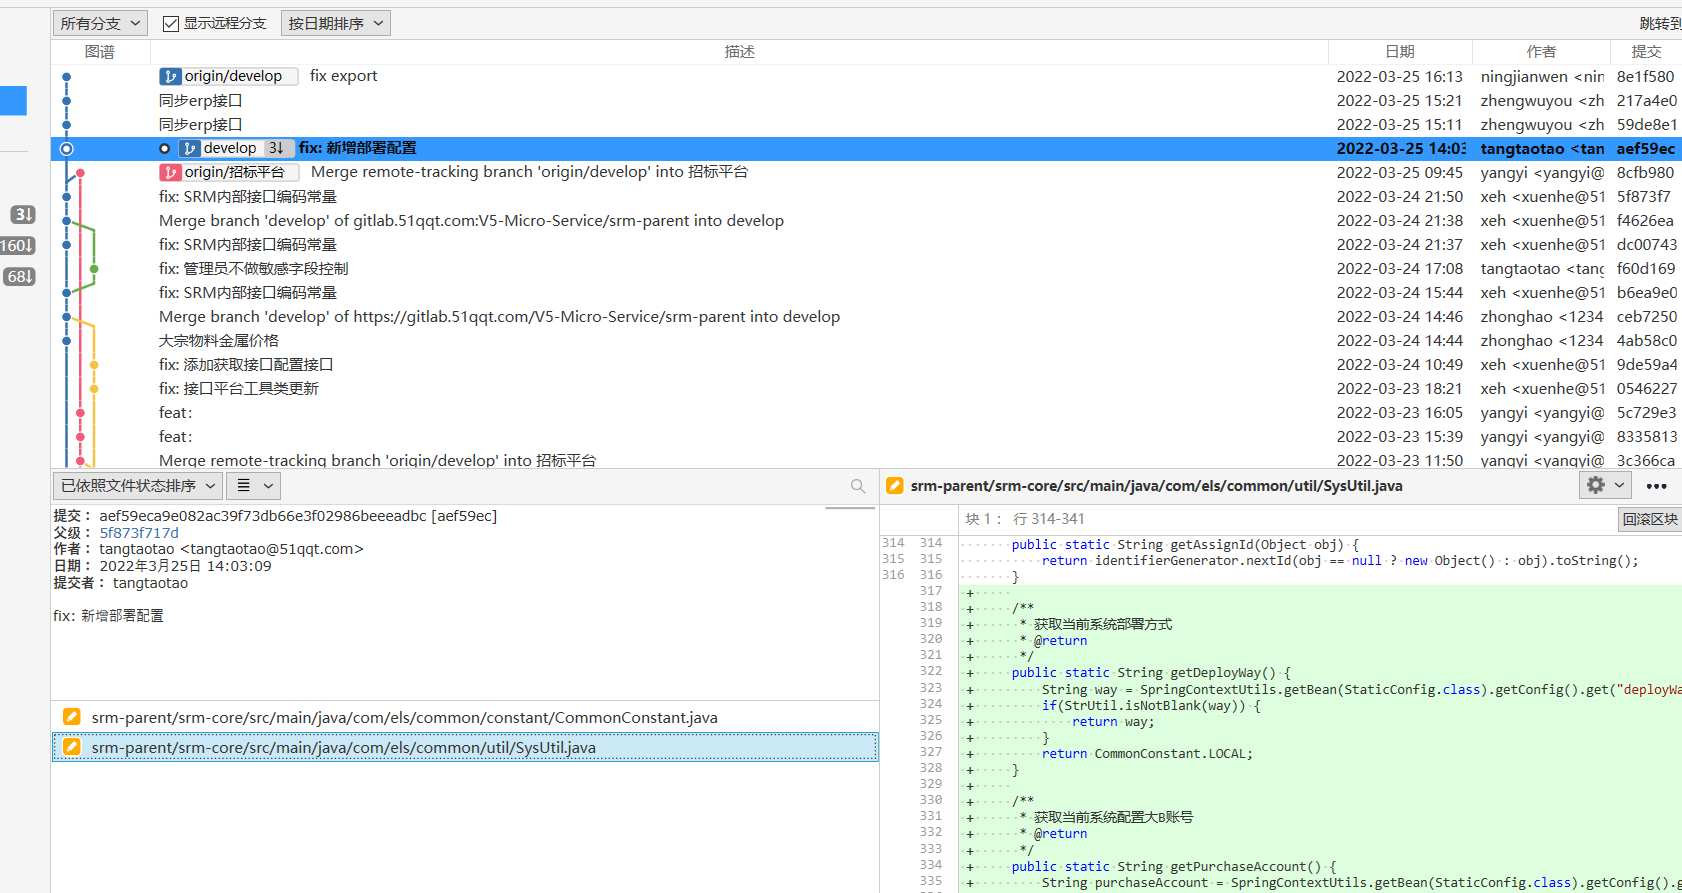 所有分支 显示远程分支 按日期排序 跳转到
图谱 描述 日期 作者 提交
origin/develop fix export 2022-03-25 16:13 ningjianwen <nin 8e1f580
同步erp接口 2022-03-25 15:21 zhengwuyou <zh 217a4e0
同步erp接口 2022-03-25 15:11 zhengwuyou <zh 59de8e1
develop 3↓ fix: 新增部署配置 2022-03-25 14:03 tangtaotao <tan aef59ec
origin/招标平台 Merge remote-tracking branch 'origin/develop' into 招标平台 2022-03-25 09:45 yangyi <yangyi@ 8cfb980
fix: SRM内部接口编码常量 2022-03-24 21:50 xeh <xuenhe@51 5f873f7
Merge branch 'develop' of gitlab.51qqt.com:V5-Micro-Service/srm-parent into develop 2022-03-24 21:38 xeh <xuenhe@51 f4626ea
3↓
fix: SRM内部接口编码常量 2022-03-24 21:37 xeh <xuenhe@51 dc00743
160↓
fix: 管理员不做敏感字段控制 2022-03-24 17:08 tangtaotao <tang f60d169
68↓
fix: SRM内部接口编码常量 2022-03-24 15:44 xeh <xuenhe@51 b6ea9e0
Merge branch 'develop' of https://gitlab.51qqt.com/V5-Micro-Service/srm-parent into develop 2022-03-24 14:46 zhonghao <1234 ceb7250
大宗物料金属价格 2022-03-24 14:44 zhonghao <1234 4ab58c0
fix: 添加获取接口配置接口 2022-03-24 10:49 xeh <xuenhe@51 9de59a4
fix: 接口平台工具类更新 2022-03-23 18:21 xeh <xuenhe@51 0546227
feat: 2022-03-23 16:05 yangyi <yangyi@ 5c729e3
feat: 2022-03-23 15:39 yangyi <yangyi@ 8335813
Merge remote-tracking branch 'origin/develop' into 招标平台 2022-03-23 11:50 yangyi <yangyi@ 3c366ca
已依照文件状态排序
提交： aef59eca9e082ac39f73db66e3f02986beeeadbc [aef59ec]
父级： 5f873f717d
作者： tangtaotao <tangtaotao@51qqt.com>
日期： 2022年3月25日 14:03:09
提交者： tangtaotao
fix: 新增部署配置
srm-parent/srm-core/src/main/java/com/els/common/constant/CommonConstant.java
srm-parent/srm-core/src/main/java/com/els/common/util/SysUtil.java
srm-parent/srm-core/src/main/java/com/els/common/util/SysUtil.java
块 1： 行 314-341 回滚区块
314 314 public static String getAssignId(Object obj) {
315 315 return identifierGenerator.nextId(obj == null ? new Object() : obj).toString();
316 316 }
317 +
318 + /**
319 + * 获取当前系统部署方式
320 + * @return
321 + */
322 + public static String getDeployWay() {
323 + String way = SpringContextUtils.getBean(StaticConfig.class).getConfig().get("deployWa
324 + if(StrUtil.isNotBlank(way)) {
325 + return way;
326 + }
327 + return CommonConstant.LOCAL;
328 + }
329 +
330 + /**
331 + * 获取当前系统配置大B账号
332 + * @return
333 + */
334 + public static String getPurchaseAccount() {
335 + String purchaseAccount = SpringContextUtils.getBean(StaticConfig.class).getConfig().g